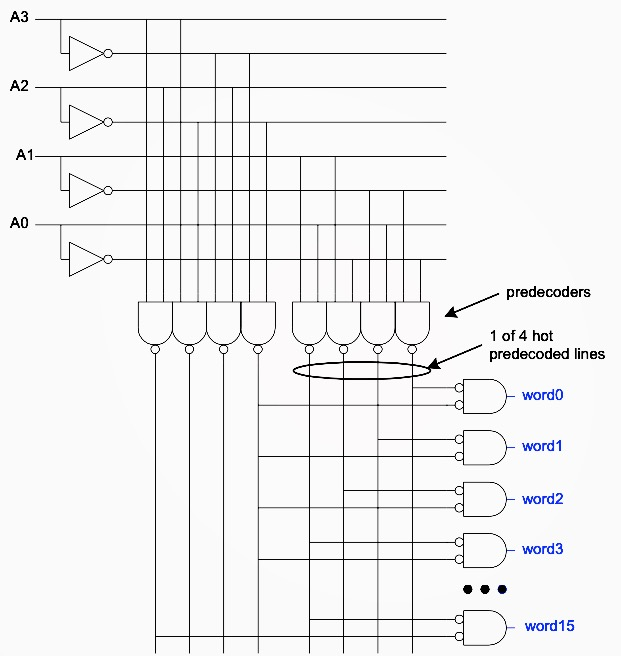 A3
A2
A1
A0
predecoders
1 of 4 hot
predecoded lines
word0
word1
word2
word3
word15